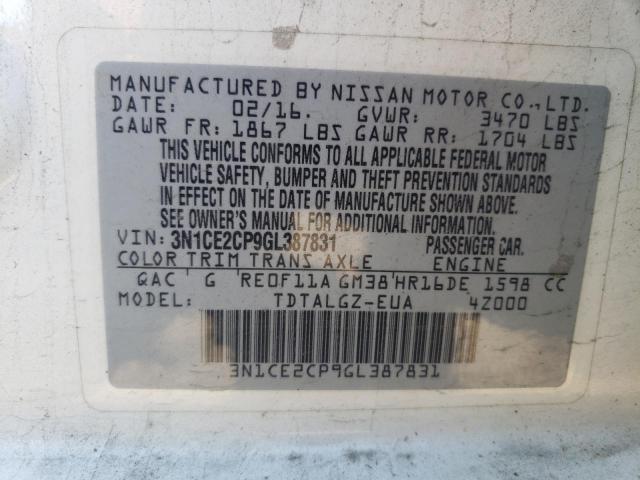 MANUFACTURED BY NISSAN MOTOR CO.,LTD.
DATE: 02/16. GVWR: 3470 LBS
GAWR FR: 1867 LBS GAWR RR: 1704 LBS
THIS VEHICLE CONFORMS TO ALL APPLICABLE FEDERAL MOTOR
VEHICLE SAFETY, BUMPER AND THEFT PREVENTION STANDARDS
IN EFFECT ON THE DATE OF MANUFACTURE SHOWN ABOVE.
SEE OWNER'S MANUAL FOR ADDITIONAL INFORMATION.
VIN: 3N1CE2CP9GL387831 PASSENGER CAR.
COLOR TRIM TRANS AXLE ENGINE
QAC G RE0F11A GM38 HR16DE 1598 CC
MODEL: TDTALGZ-EUA 4Z000
3N1CE2CP9GL387831